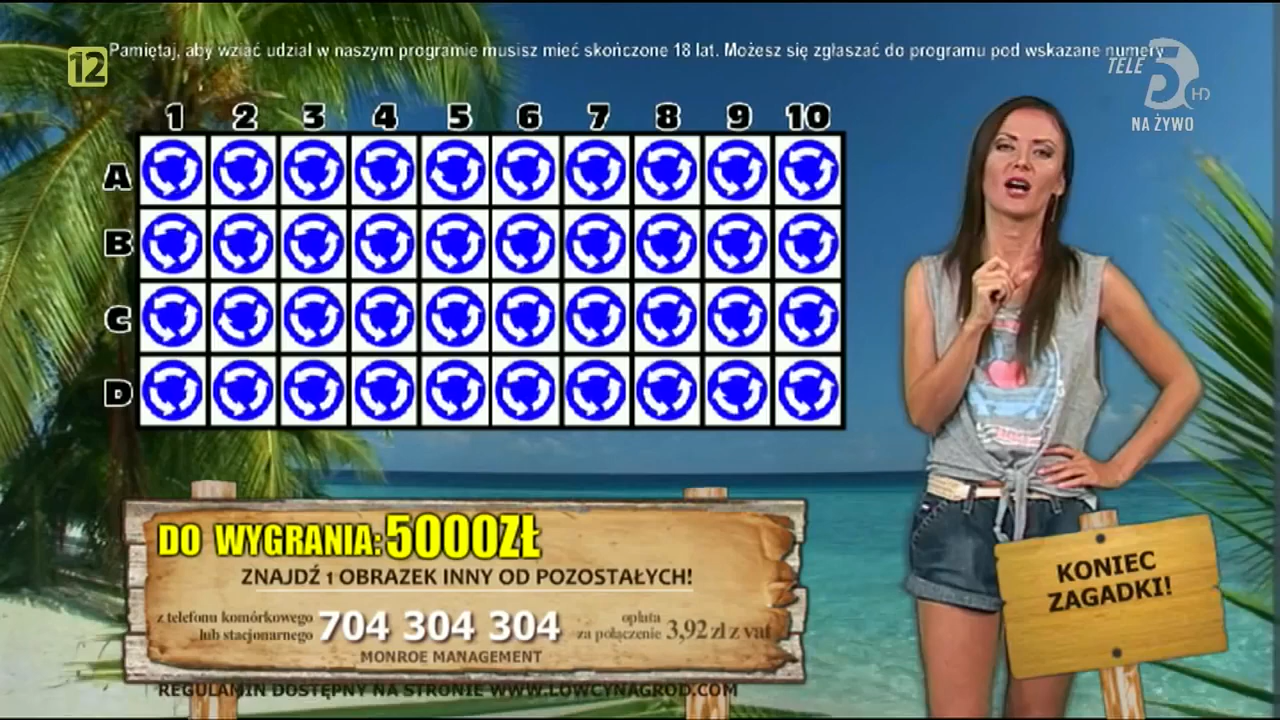 Pamiętaj, aby wziać udział w naszym programie musisz mieć skończone 18 lat. Możesz się zgłaszać do programu pod wskazane numery
12
TELE 5 HD
NA ŻYWO
1 2 3 4 5 6 7 8 9 10
A
B
C
D
DO WYGRANIA: 5000ZŁ
ZNAJDŹ 1 OBRAZEK INNY OD POZOSTAŁYCH!
z telefonu komórkowego
lub stacjonarnego
704 304 304
opłata
za połączenie 3,92 zł z vat
MONROE MANAGEMENT
REGULAMIN DOSTĘPNY NA STRONIE WWW.LOWCYNAGROD.COM
KONIEC
ZAGADKI!